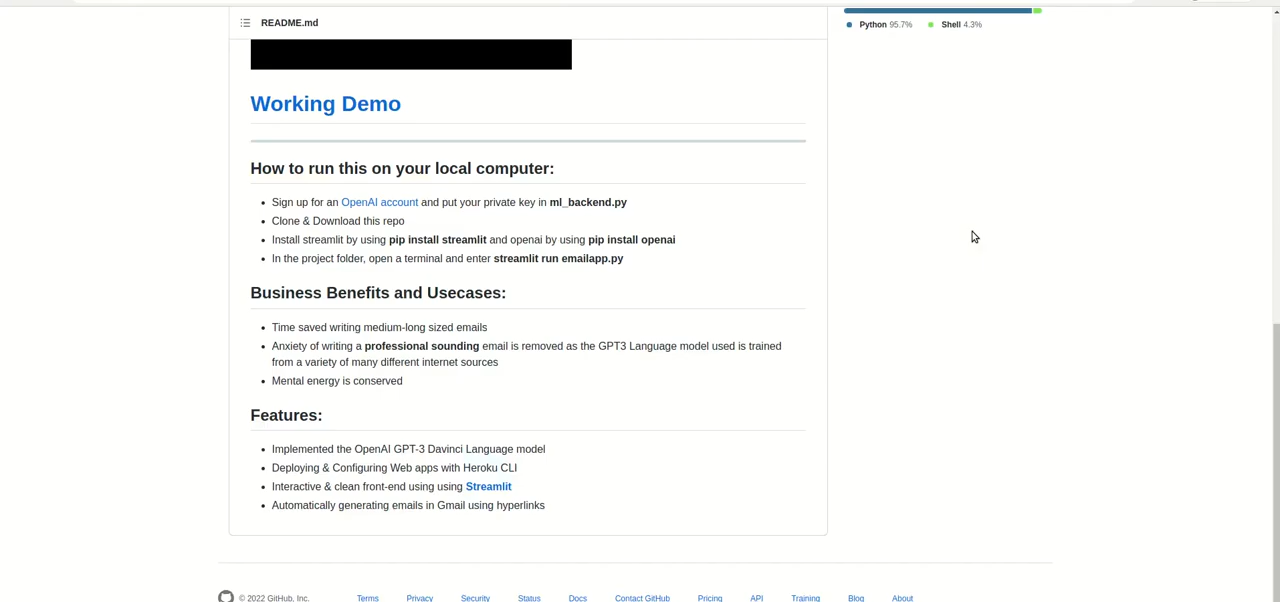 README.md
Python 95.7% Shell 4.3%
Working Demo
How to run this on your local computer:
Sign up for an OpenAI account and put your private key in ml_backend.py
Clone & Download this repo
Install streamlit by using pip install streamlit and openai by using pip install openai
In the project folder, open a terminal and enter streamlit run emailapp.py
Business Benefits and Usecases:
Time saved writing medium-long sized emails
Anxiety of writing a professional sounding email is removed as the GPT3 Language model used is trained
from a variety of many different internet sources
Mental energy is conserved
Features:
Implemented the OpenAI GPT-3 Davinci Language model
Deploying & Configuring Web apps with Heroku CLI
Interactive & clean front-end using using Streamlit
Automatically generating emails in Gmail using hyperlinks
© 2022 GitHub, Inc. Terms Privacy Security Status Docs Contact GitHub Pricing API Training Blog About